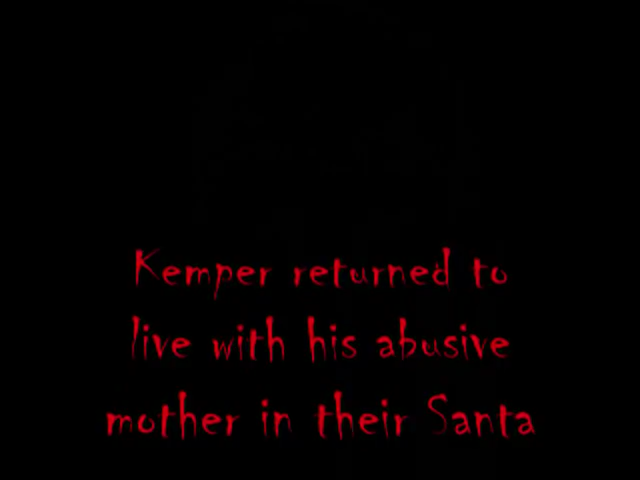 Kemper returned to
live with his abusive
mother in their Santa